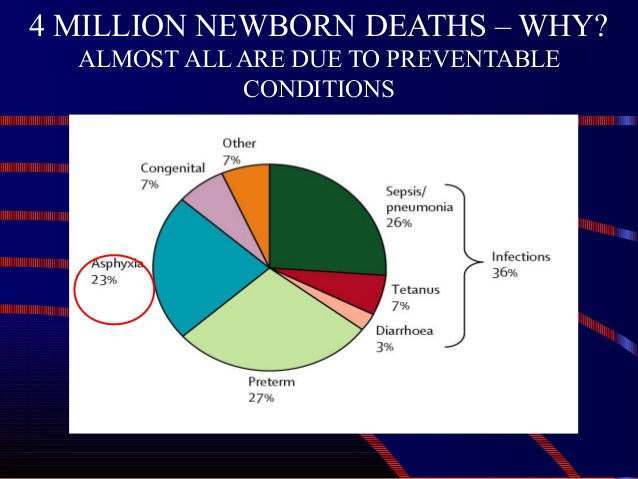 4 MILLION NEWBORN DEATHS – WHY?
ALMOST ALL ARE DUE TO PREVENTABLE
CONDITIONS
Other
7%
Congenital
7%
Sepsis/
pneumonia
26%
Asphyxia
23%
Infections
36%
Tetanus
7%
Diarrhoea
3%
Preterm
27%